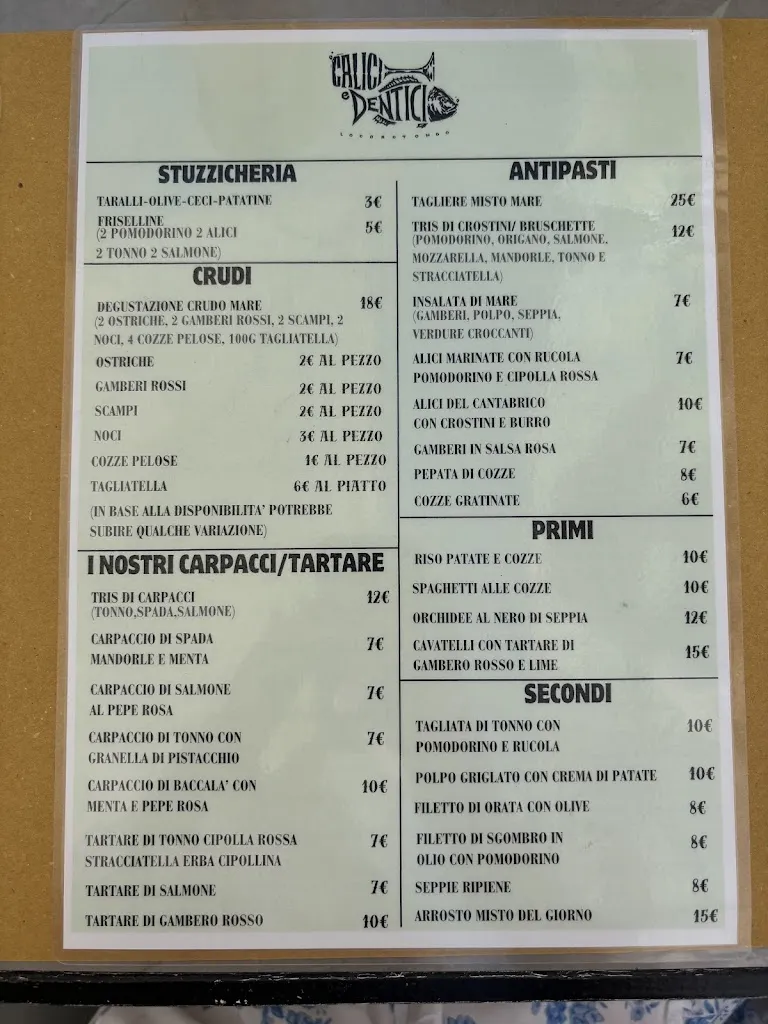 CALICI
e DENTICI
LOCOROTONDO
STUZZICHERIA
TARALLI-OLIVE-CECI-PATATINE 3€
FRISELLINE 5€
(2 POMODORINO 2 ALICI
2 TONNO 2 SALMONE)
CRUDI
DEGUSTAZIONE CRUDO MARE 18€
(2 OSTRICHE, 2 GAMBERI ROSSI, 2 SCAMPI, 2
NOCI, 4 COZZE PELOSE, 100G TAGLIATELLA)
OSTRICHE 2€ AL PEZZO
GAMBERI ROSSI 2€ AL PEZZO
SCAMPI 2€ AL PEZZO
NOCI 3€ AL PEZZO
COZZE PELOSE 1€ AL PEZZO
TAGLIATELLA 6€ AL PIATTO
(IN BASE ALLA DISPONIBILITA' POTREBBE
SUBIRE QUALCHE VARIAZIONE)
I NOSTRI CARPACCI/TARTARE
TRIS DI CARPACCI 12€
(TONNO,SPADA,SALMONE)
CARPACCIO DI SPADA 7€
MANDORLE E MENTA
CARPACCIO DI SALMONE 7€
AL PEPE ROSA
CARPACCIO DI TONNO CON 7€
GRANELLA DI PISTACCHIO
CARPACCIO DI BACCALA' CON 10€
MENTA E PEPE ROSA
TARTARE DI TONNO CIPOLLA ROSSA 7€
STRACCIATELLA ERBA CIPOLLINA
TARTARE DI SALMONE 7€
TARTARE DI GAMBERO ROSSO 10€
ANTIPASTI
TAGLIERE MISTO MARE 25€
TRIS DI CROSTINI/ BRUSCHETTE 12€
(POMODORINO, ORIGANO, SALMONE,
MOZZARELLA, MANDORLE, TONNO E
STRACCIATELLA)
INSALATA DI MARE 7€
(GAMBERI, POLPO, SEPPIA,
VERDURE CROCCANTI)
ALICI MARINATE CON RUCOLA 7€
POMODORINO E CIPOLLA ROSSA
ALICI DEL CANTABRICO 10€
CON CROSTINI E BURRO
GAMBERI IN SALSA ROSA 7€
PEPATA DI COZZE 8€
COZZE GRATINATE 6€
PRIMI
RISO PATATE E COZZE 10€
SPAGHETTI ALLE COZZE 10€
ORCHIDEE AL NERO DI SEPPIA 12€
CAVATELLI CON TARTARE DI 15€
GAMBERO ROSSO E LIME
SECONDI
TAGLIATA DI TONNO CON 10€
POMODORINO E RUCOLA
POLPO GRIGLATO CON CREMA DI PATATE 10€
FILETTO DI ORATA CON OLIVE 8€
FILETTO DI SGOMBRO IN 8€
OLIO CON POMODORINO
SEPPIE RIPIENE 8€
ARROSTO MISTO DEL GIORNO 15€